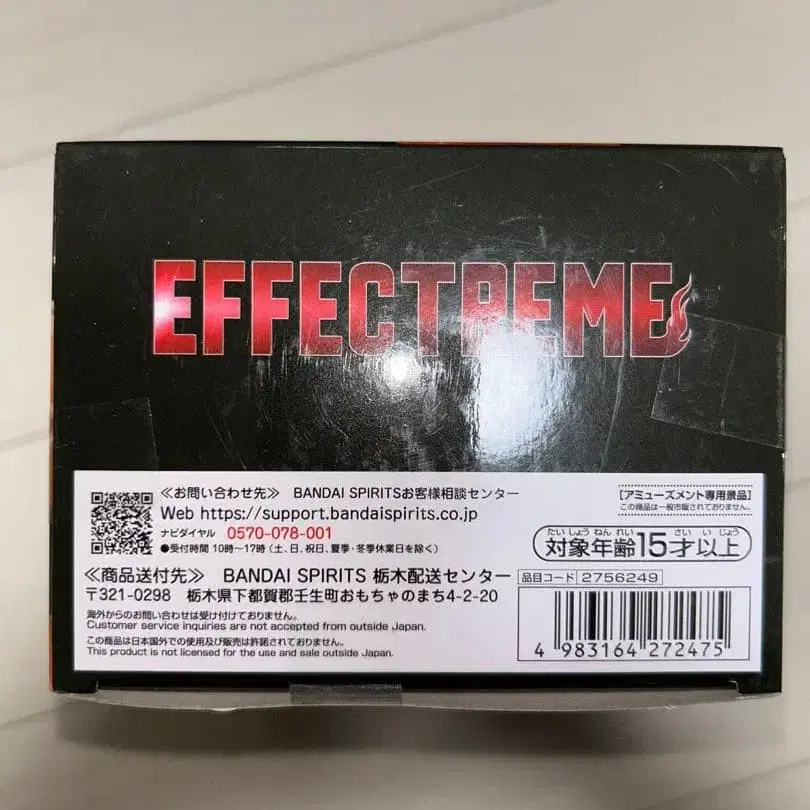 EFFECTREME
≪お問い合わせ先≫ BANDAI SPIRITSお客様相談センター
Web https://support.bandaispirits.co.jp
ナビダイヤル 0570-078-001
●受付時間 10時〜17時 (土、日、祝日、夏季・冬季休業日を除く)
[アミューズメント専用景品]
この商品は一般市販されておりません。
たいしょうねんれい さいいじょう
対象年齢15才以上
≪商品送付先≫ BANDAI SPIRITS 栃木配送センター
〒321-0298 栃木県下都賀郡壬生町おもちゃのまち4-2-20
海外からのお問い合わせは受け付けておりません。
Customer service inquiries are not accepted from outside Japan.
この商品は日本国外での使用及び販売は許諾されておりません。
This product is not licensed for the use and sale outside Japan.
品目コード 2756249
4 983164 272475